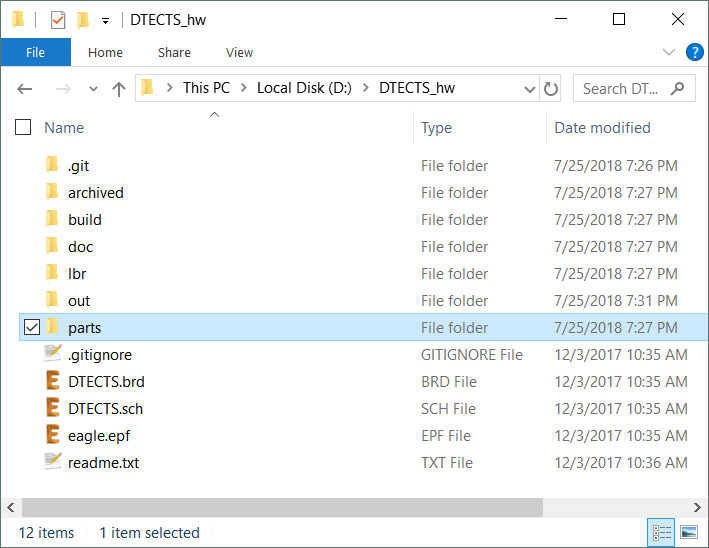 DTECTS_hw
File Home Share View
This PC Local Disk (D:) DTECTS_hw Search DT...
Name Type Date modified
.git File folder 7/25/2018 7:26 PM
archived File folder 7/25/2018 7:27 PM
build File folder 7/25/2018 7:27 PM
doc File folder 7/25/2018 7:27 PM
lbr File folder 7/25/2018 7:27 PM
out File folder 7/25/2018 7:31 PM
parts File folder 7/25/2018 7:27 PM
.gitignore GITIGNORE File 12/3/2017 10:35 AM
DTECTS.brd BRD File 12/3/2017 10:35 AM
DTECTS.sch SCH File 12/3/2017 10:35 AM
eagle.epf EPF File 12/3/2017 10:35 AM
readme.txt TXT File 12/3/2017 10:36 AM
12 items 1 item selected